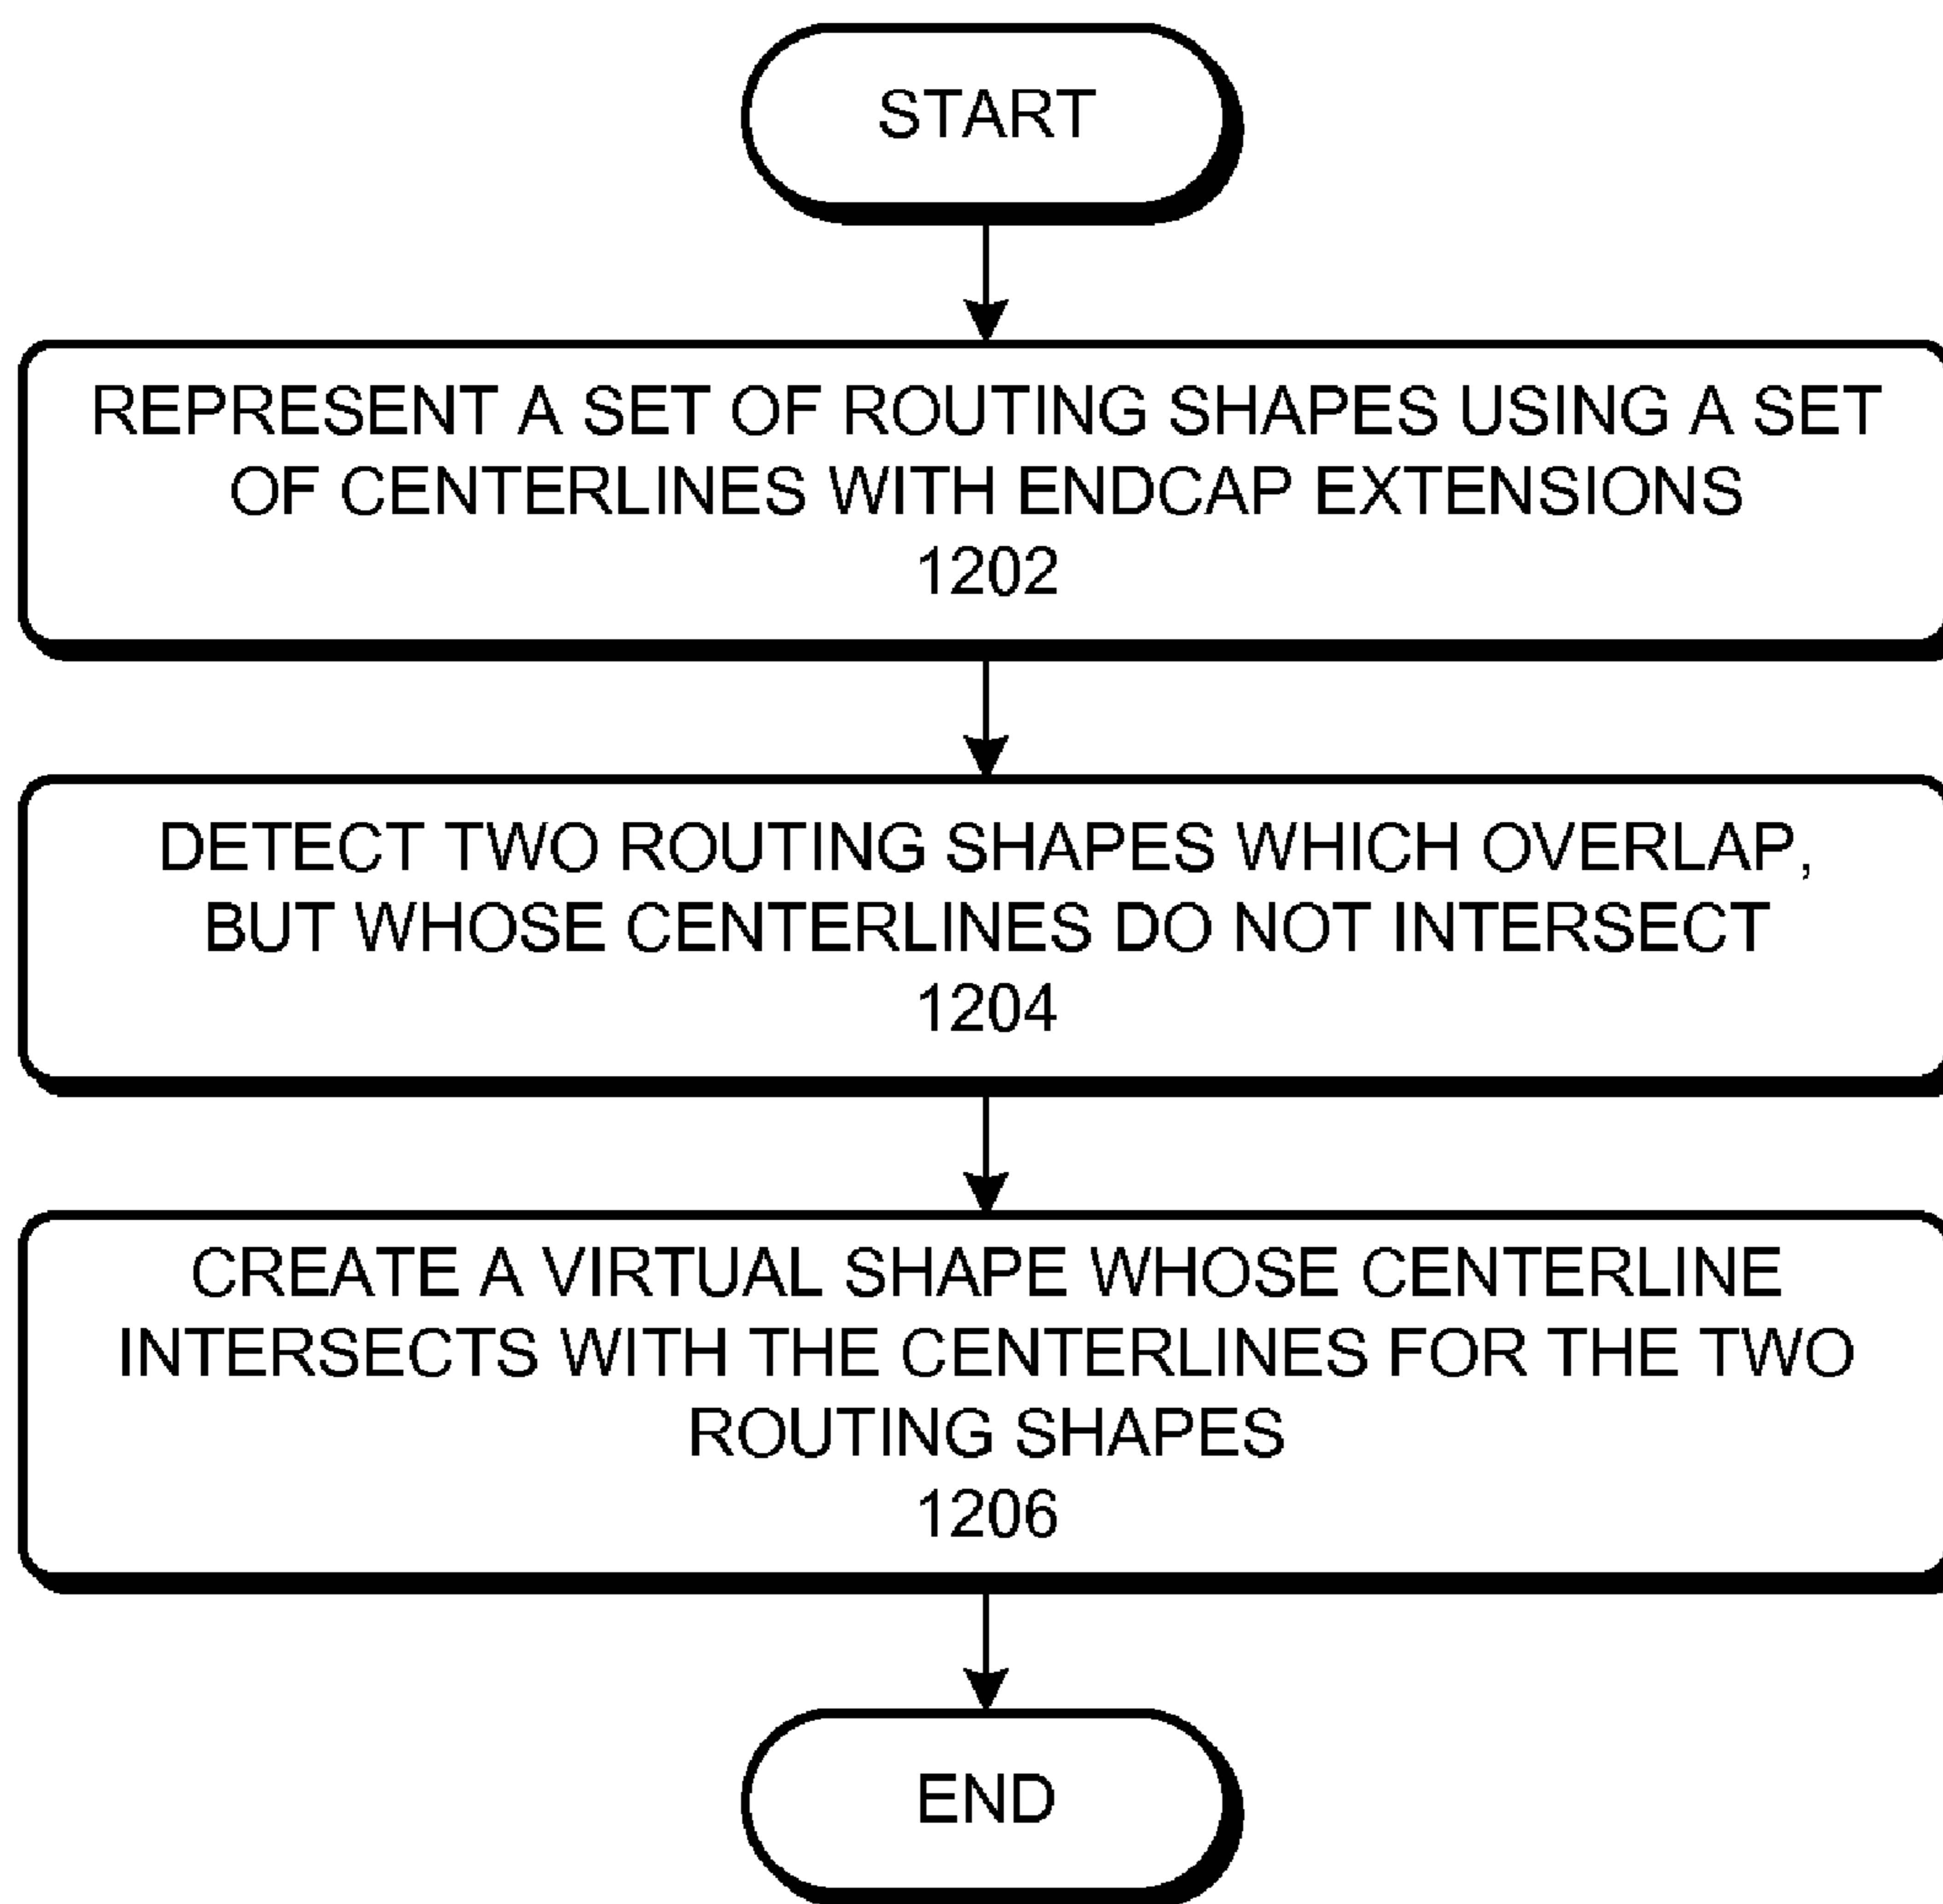 START
REPRESENT A SET OF ROUTING SHAPES USING A SET
OF CENTERLINES WITH ENDCAP EXTENSIONS
1202
DETECT TWO ROUTING SHAPES WHICH OVERLAP,
BUT WHOSE CENTERLINES DO NOT INTERSECT
1204
CREATE A VIRTUAL SHAPE WHOSE CENTERLINE
INTERSECTS WITH THE CENTERLINES FOR THE TWO
ROUTING SHAPES
1206
END